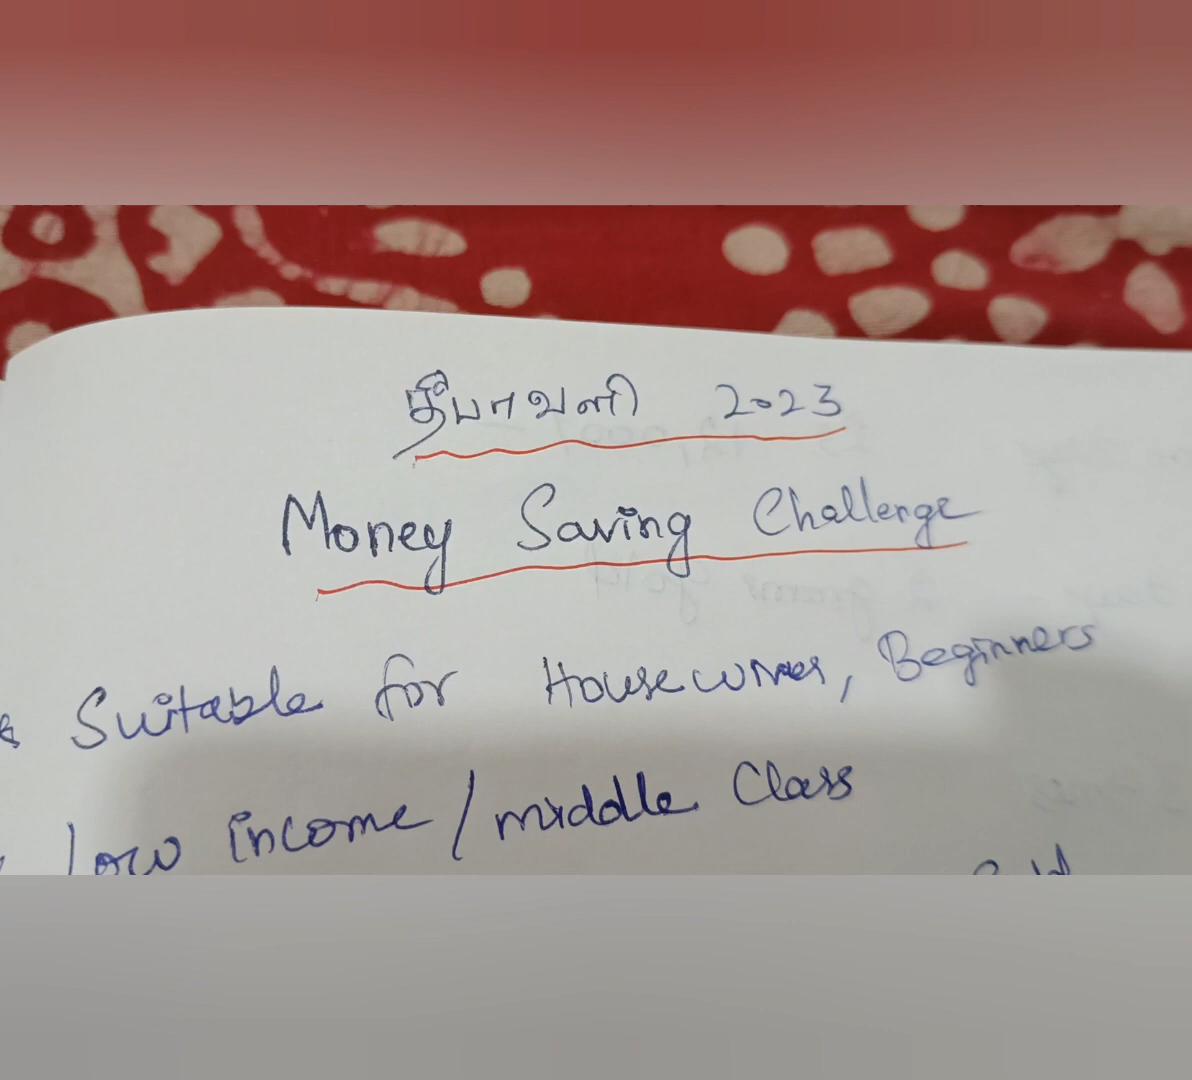 தீபாவளி 2023
Money Saving Challenge
Suitable for Housewives, Beginners
low income / middle Class